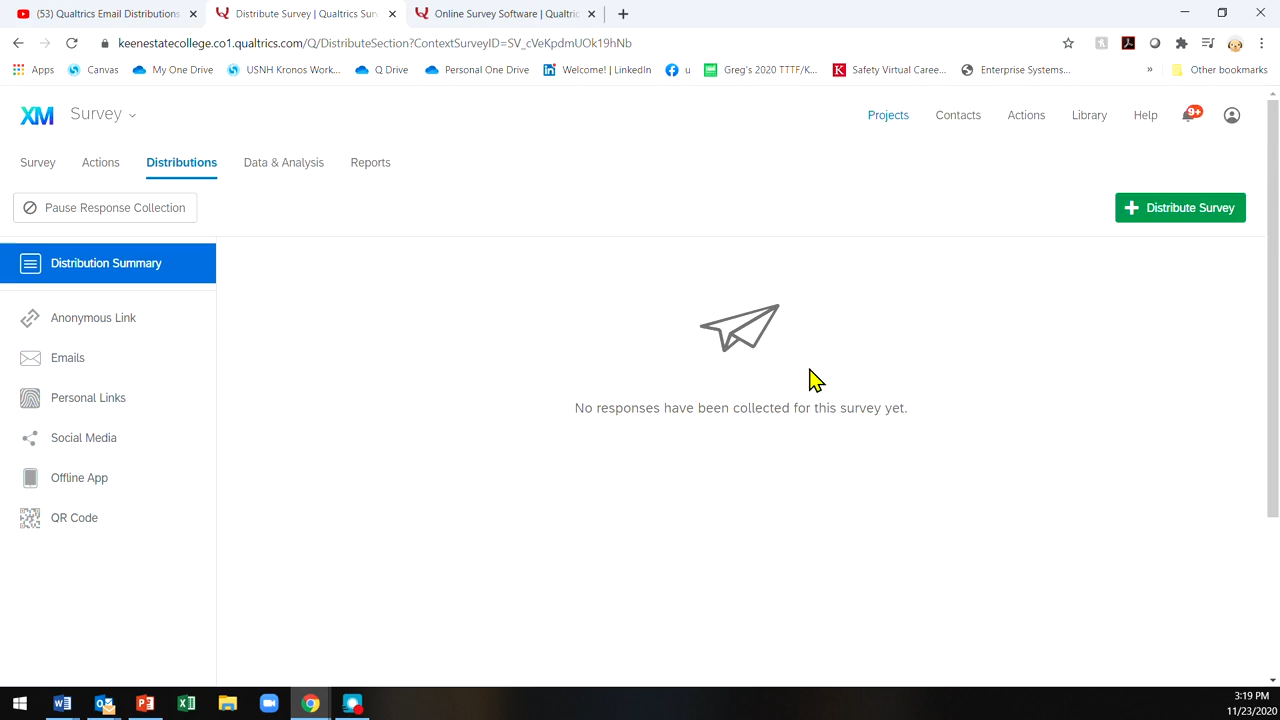 (53) Qualtrics Email Distributions
Distribute Survey | Qualtrics Sur
Online Survey Software | Qualtric
keenestatecollege.co1.qualtrics.com/Q/DistributeSection?ContextSurveyID=SV_cVeKpdmUOk19hNb
Apps
Canvas
My One Drive
USNH Kronos Work...
Q Drive
Personal One Drive
Welcome! | LinkedIn
u
Greg's 2020 TTTF/K...
Safety Virtual Caree...
Enterprise Systems...
»
Other bookmarks
XM
Survey
Projects
Contacts
Actions
Library
Help
9+
Survey
Actions
Distributions
Data & Analysis
Reports
Pause Response Collection
Distribute Survey
Distribution Summary
Anonymous Link
Emails
Personal Links
Social Media
Offline App
QR Code
No responses have been collected for this survey yet.
3:19 PM
11/23/2020